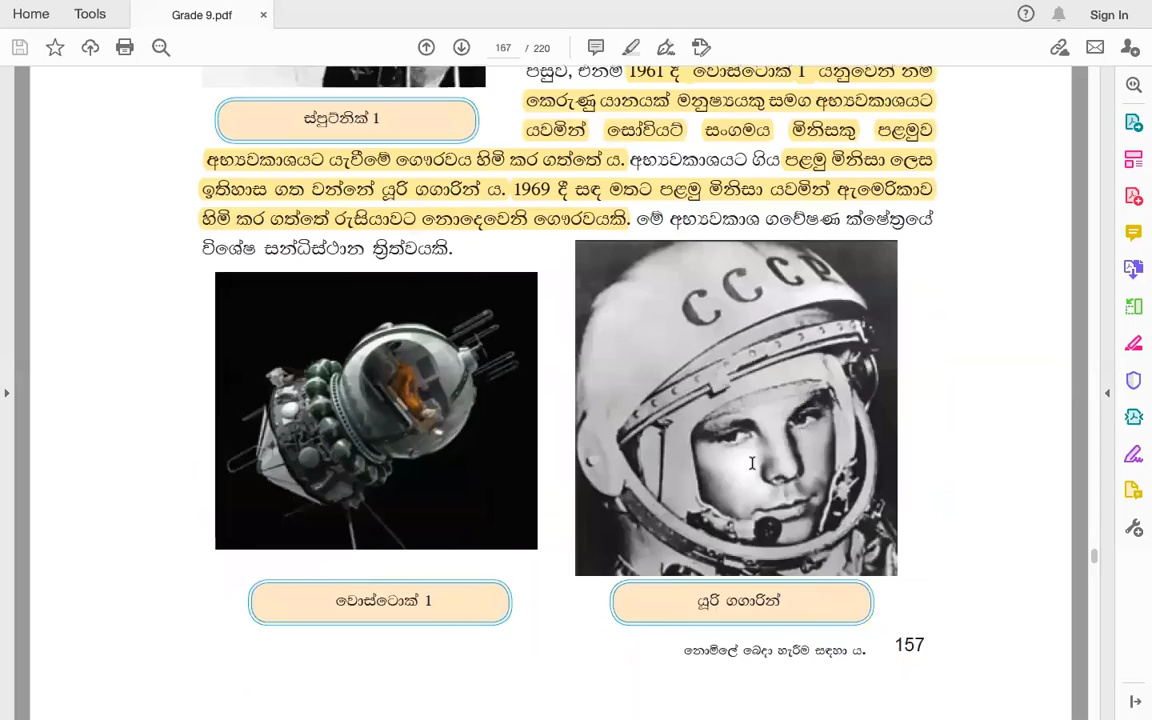 Home
Tools
Grade 9.pdf
×
Sign In
167 / 220
පසුව, එනම් 1961 දී වොස්ටොක් 1 යනුවෙන් නම්
කෙරුණු යානයක් මනුෂ්‍යයකු සමග අභ්‍යවකාශයට
ස්පුට්නික් 1
යවමින් සෝවියට් සංගමය මිනිසකු පළමුව
අභ්‍යවකාශයට යැවීමේ ගෞරවය හිමි කර ගත්තේ ය. අභ්‍යවකාශයට ගිය පළමු මිනිසා ලෙස
ඉතිහාස ගත වන්නේ යූරි ගගාරින් ය. 1969 දී සඳ මතට පළමු මිනිසා යවමින් ඇමෙරිකාව
හිමි කර ගත්තේ රුසියාවට නොදෙවෙනි ගෞරවයකි. මේ අභ්‍යවකාශ ගවේෂණ ක්ෂේත්‍රයේ
විශේෂ සන්ධිස්ථාන ත්‍රිත්වයකි.
CCCP
වොස්ටොක් 1
යූරි ගගාරින්
නොමිලේ බෙදා හැරීම සඳහා ය.
157